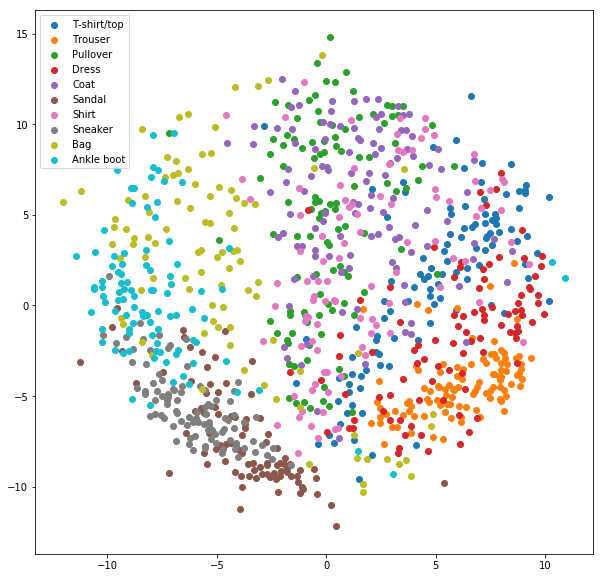 T-shirt/top
Trouser
Pullover
Dress
Coat
Sandal
Shirt
Sneaker
Bag
Ankle boot
15
10
5
0
−5
−10
−10
−5
0
5
10